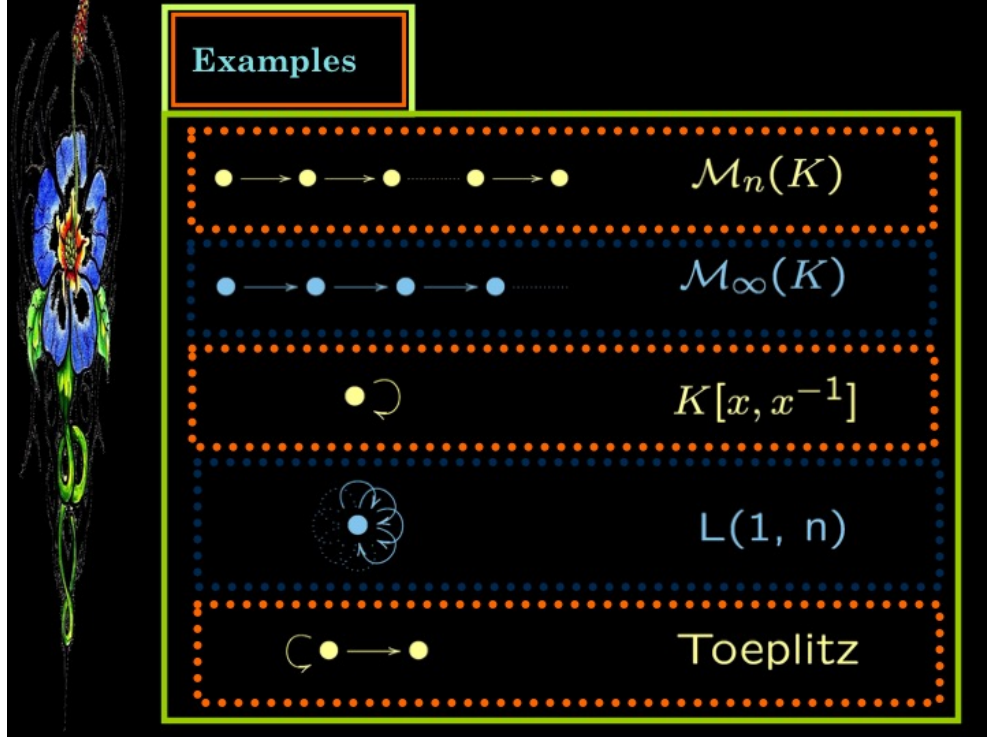 Examples
ℳₙ(K)
ℳ∞(K)
K[x, x⁻¹]
L(1, n)
Toeplitz